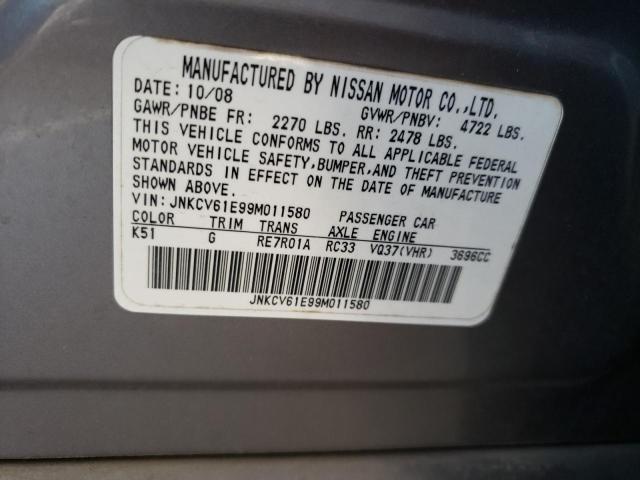 MANUFACTURED BY NISSAN MOTOR CO.,LTD.
DATE: 10/08 GVWR/PNBV: 4722 LBS.
GAWR/PNBE FR: 2270 LBS. RR: 2478 LBS.
THIS VEHICLE CONFORMS TO ALL APPLICABLE FEDERAL
MOTOR VEHICLE SAFETY,BUMPER,AND THEFT PREVENTION
STANDARDS IN EFFECT ON THE DATE OF MANUFACTURE
SHOWN ABOVE.
VIN: JNKCV61E99M011580 PASSENGER CAR
COLOR TRIM TRANS AXLE ENGINE
K51 G RE7R01A RC33 VQ37(VHR) 3696CC
JNKCV61E99M011580